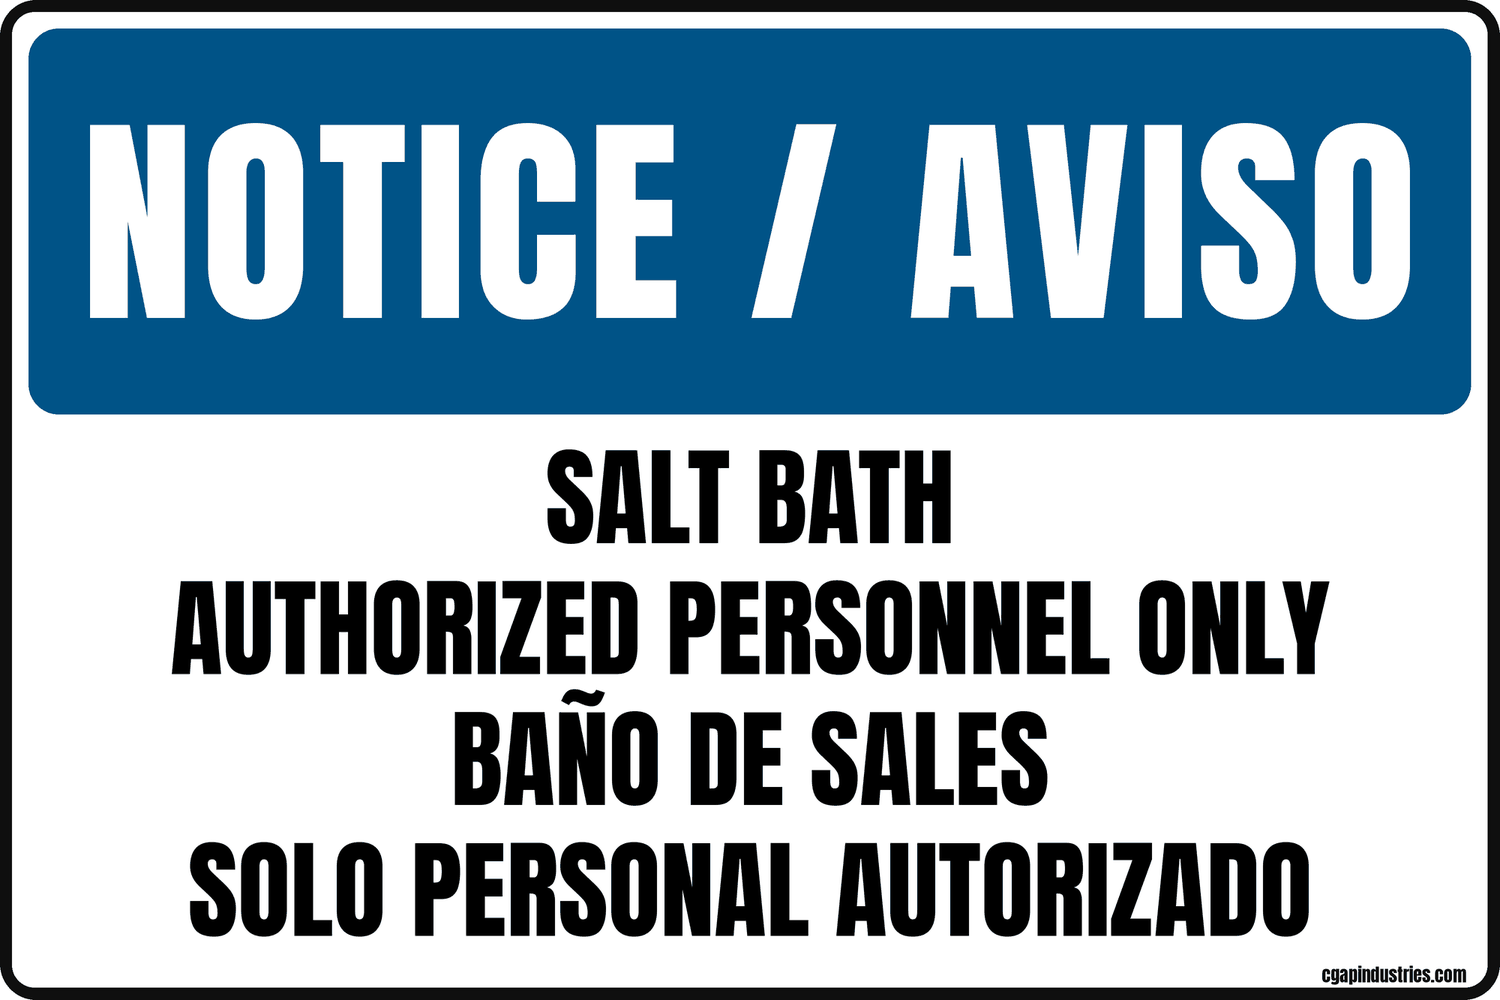 NOTICE / AVISO
SALT BATH
AUTHORIZED PERSONNEL ONLY
BAÑO DE SALES
SOLO PERSONAL AUTORIZADO
cgapindustries.com